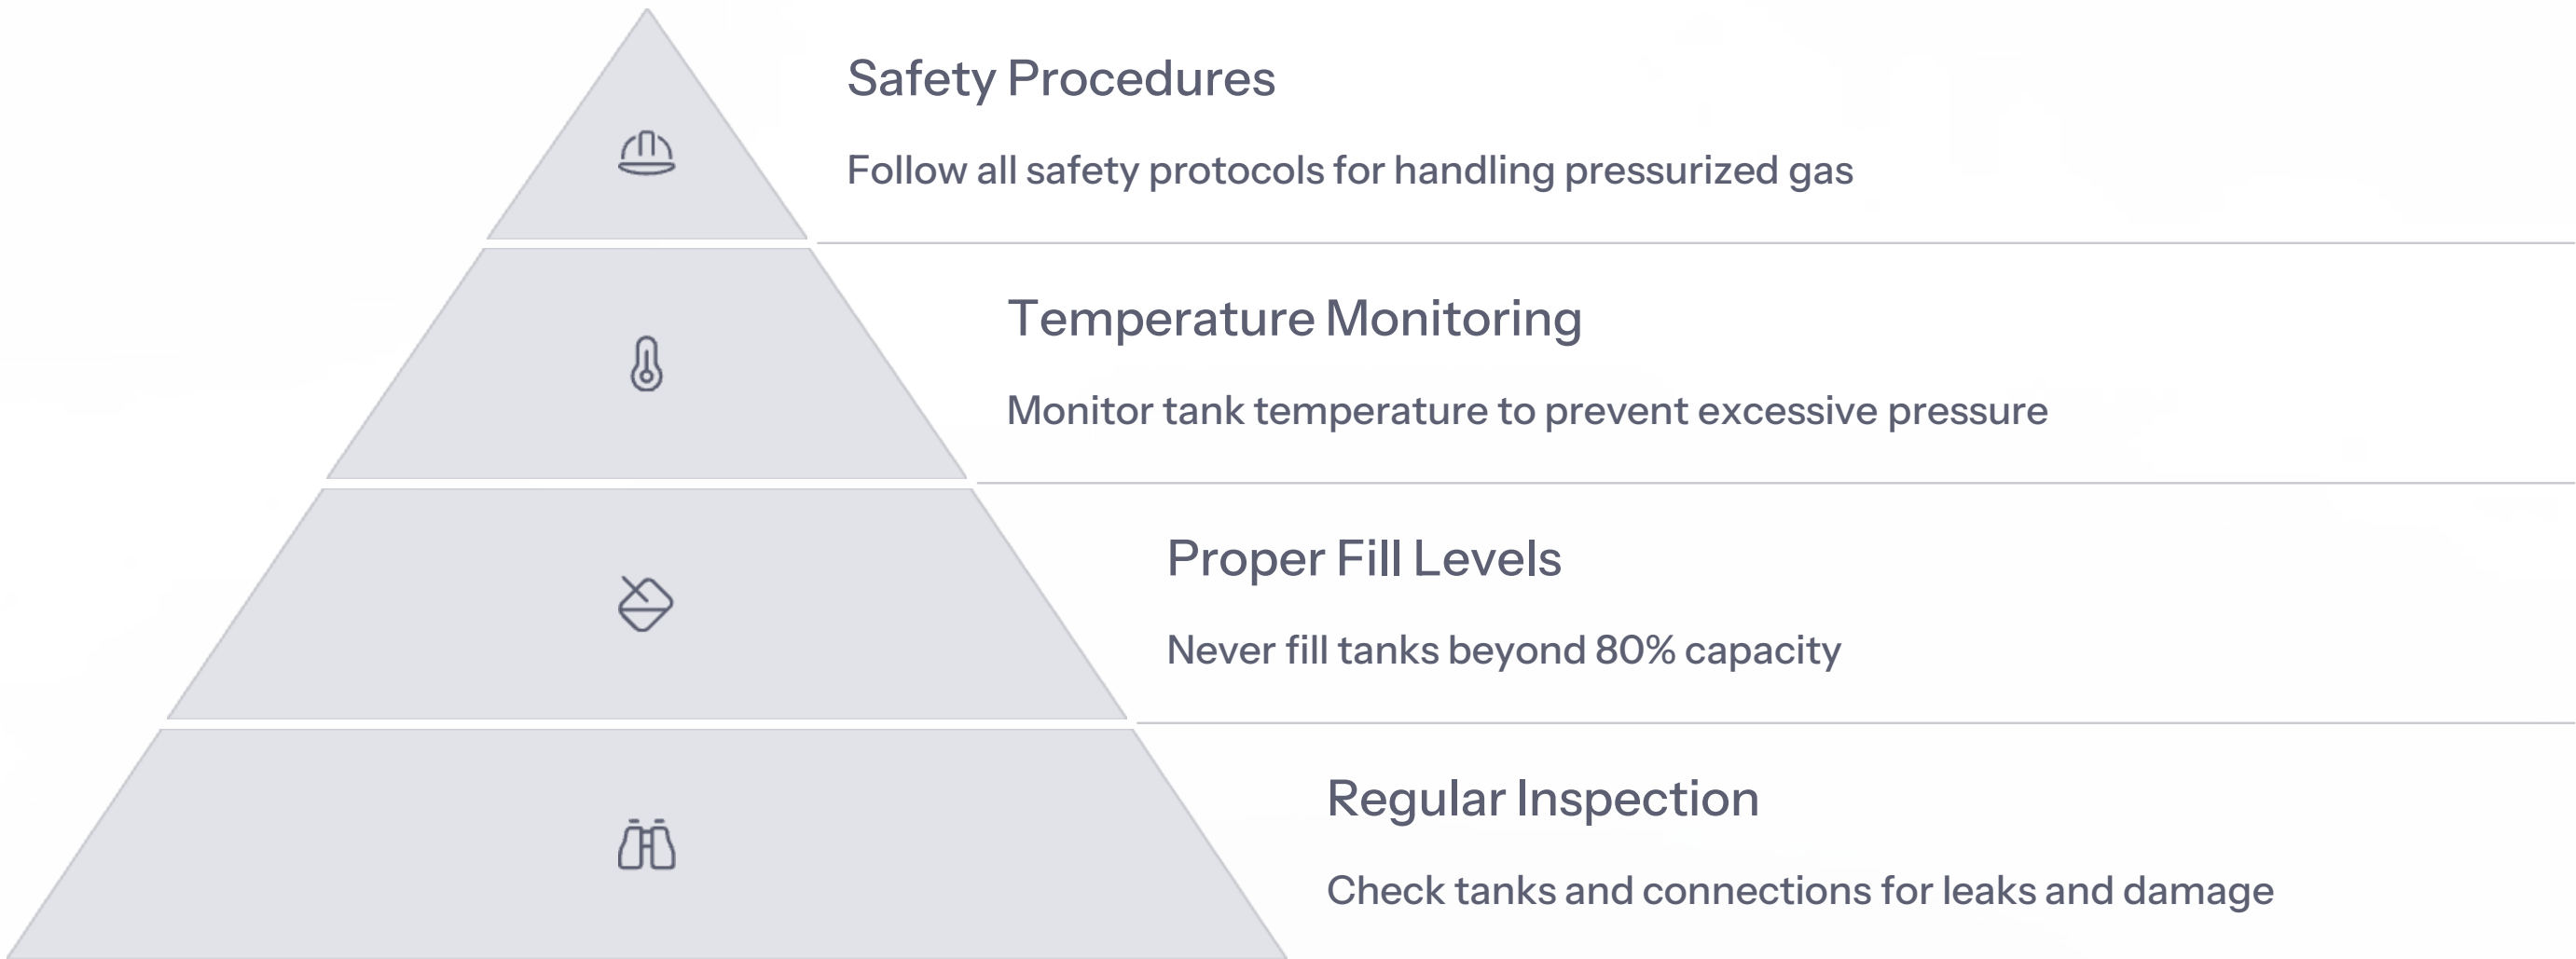 Safety Procedures
Follow all safety protocols for handling pressurized gas
Temperature Monitoring
Monitor tank temperature to prevent excessive pressure
Proper Fill Levels
Never fill tanks beyond 80% capacity
Regular Inspection
Check tanks and connections for leaks and damage